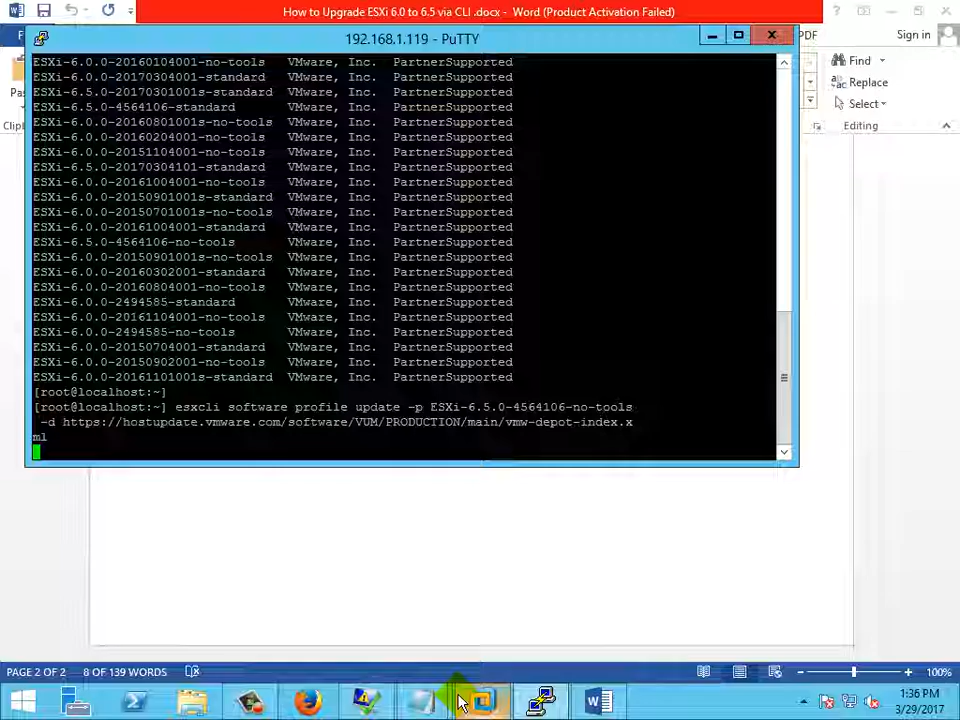 How to Upgrade ESXi 6.0 to 6.5 via CLI .docx - Word (Product Activation Failed)
192.168.1.119 - PuTTY
PDF
Sign in
Find
Replace
Select
Editing
ESXi-6.0.0-20160104001-no-tools VMware, Inc. PartnerSupported
ESXi-6.0.0-20170304001-standard VMware, Inc. PartnerSupported
ESXi-6.5.0-20170301001s-standard VMware, Inc. PartnerSupported
ESXi-6.5.0-4564106-standard VMware, Inc. PartnerSupported
ESXi-6.0.0-20160801001s-no-tools VMware, Inc. PartnerSupported
ESXi-6.0.0-20160204001-no-tools VMware, Inc. PartnerSupported
ESXi-6.0.0-20151104001-no-tools VMware, Inc. PartnerSupported
ESXi-6.5.0-20170304101-standard VMware, Inc. PartnerSupported
ESXi-6.0.0-20161004001-no-tools VMware, Inc. PartnerSupported
ESXi-6.0.0-20150901001s-standard VMware, Inc. PartnerSupported
ESXi-6.0.0-20150701001s-no-tools VMware, Inc. PartnerSupported
ESXi-6.0.0-20161004001-standard VMware, Inc. PartnerSupported
ESXi-6.5.0-4564106-no-tools VMware, Inc. PartnerSupported
ESXi-6.0.0-20150901001s-no-tools VMware, Inc. PartnerSupported
ESXi-6.0.0-20160302001-standard VMware, Inc. PartnerSupported
ESXi-6.0.0-20160804001-no-tools VMware, Inc. PartnerSupported
ESXi-6.0.0-2494585-standard VMware, Inc. PartnerSupported
ESXi-6.0.0-20161104001-no-tools VMware, Inc. PartnerSupported
ESXi-6.0.0-2494585-no-tools VMware, Inc. PartnerSupported
ESXi-6.0.0-20150704001-standard VMware, Inc. PartnerSupported
ESXi-6.0.0-20150902001-no-tools VMware, Inc. PartnerSupported
ESXi-6.0.0-20161101001s-standard VMware, Inc. PartnerSupported
[root@localhost:~]
[root@localhost:~] esxcli software profile update -p ESXi-6.5.0-4564106-no-tools
-d https://hostupdate.vmware.com/software/VUM/PRODUCTION/main/vmw-depot-index.x
ml
PAGE 2 OF 2 8 OF 139 WORDS
100%
1:36 PM
3/29/2017